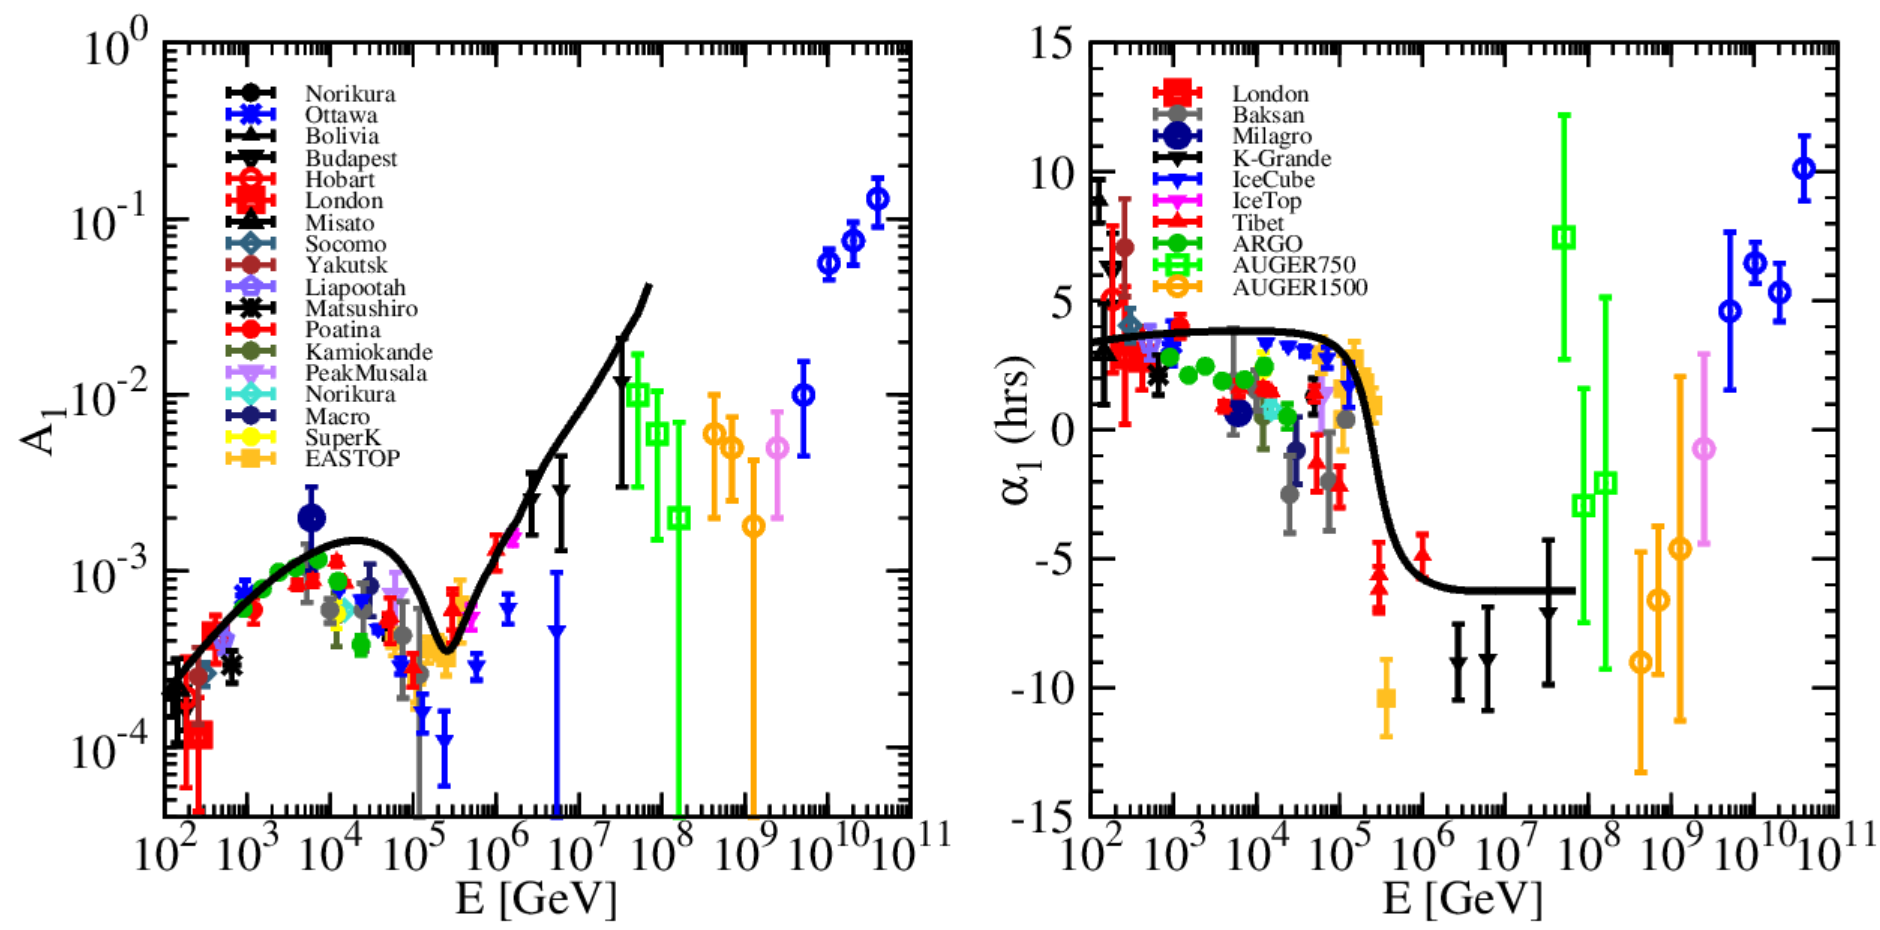 10^0
10^-1
10^-2
10^-3
10^-4
A_1
Norikura
Ottawa
Bolivia
Budapest
Hobart
London
Misato
Socomo
Yakutsk
Liapootah
Matsushiro
Poatina
Kamiokande
PeakMusala
Norikura
Macro
SuperK
EASTOP
10^2 10^3 10^4 10^5 10^6 10^7 10^8 10^9 10^10 10^11
E [GeV]
15
10
5
0
-5
-10
-15
α_1 (hrs)
London
Baksan
Milagro
K-Grande
IceCube
IceTop
Tibet
ARGO
AUGER750
AUGER1500
10^2 10^3 10^4 10^5 10^6 10^7 10^8 10^9 10^10 10^11
E [GeV]